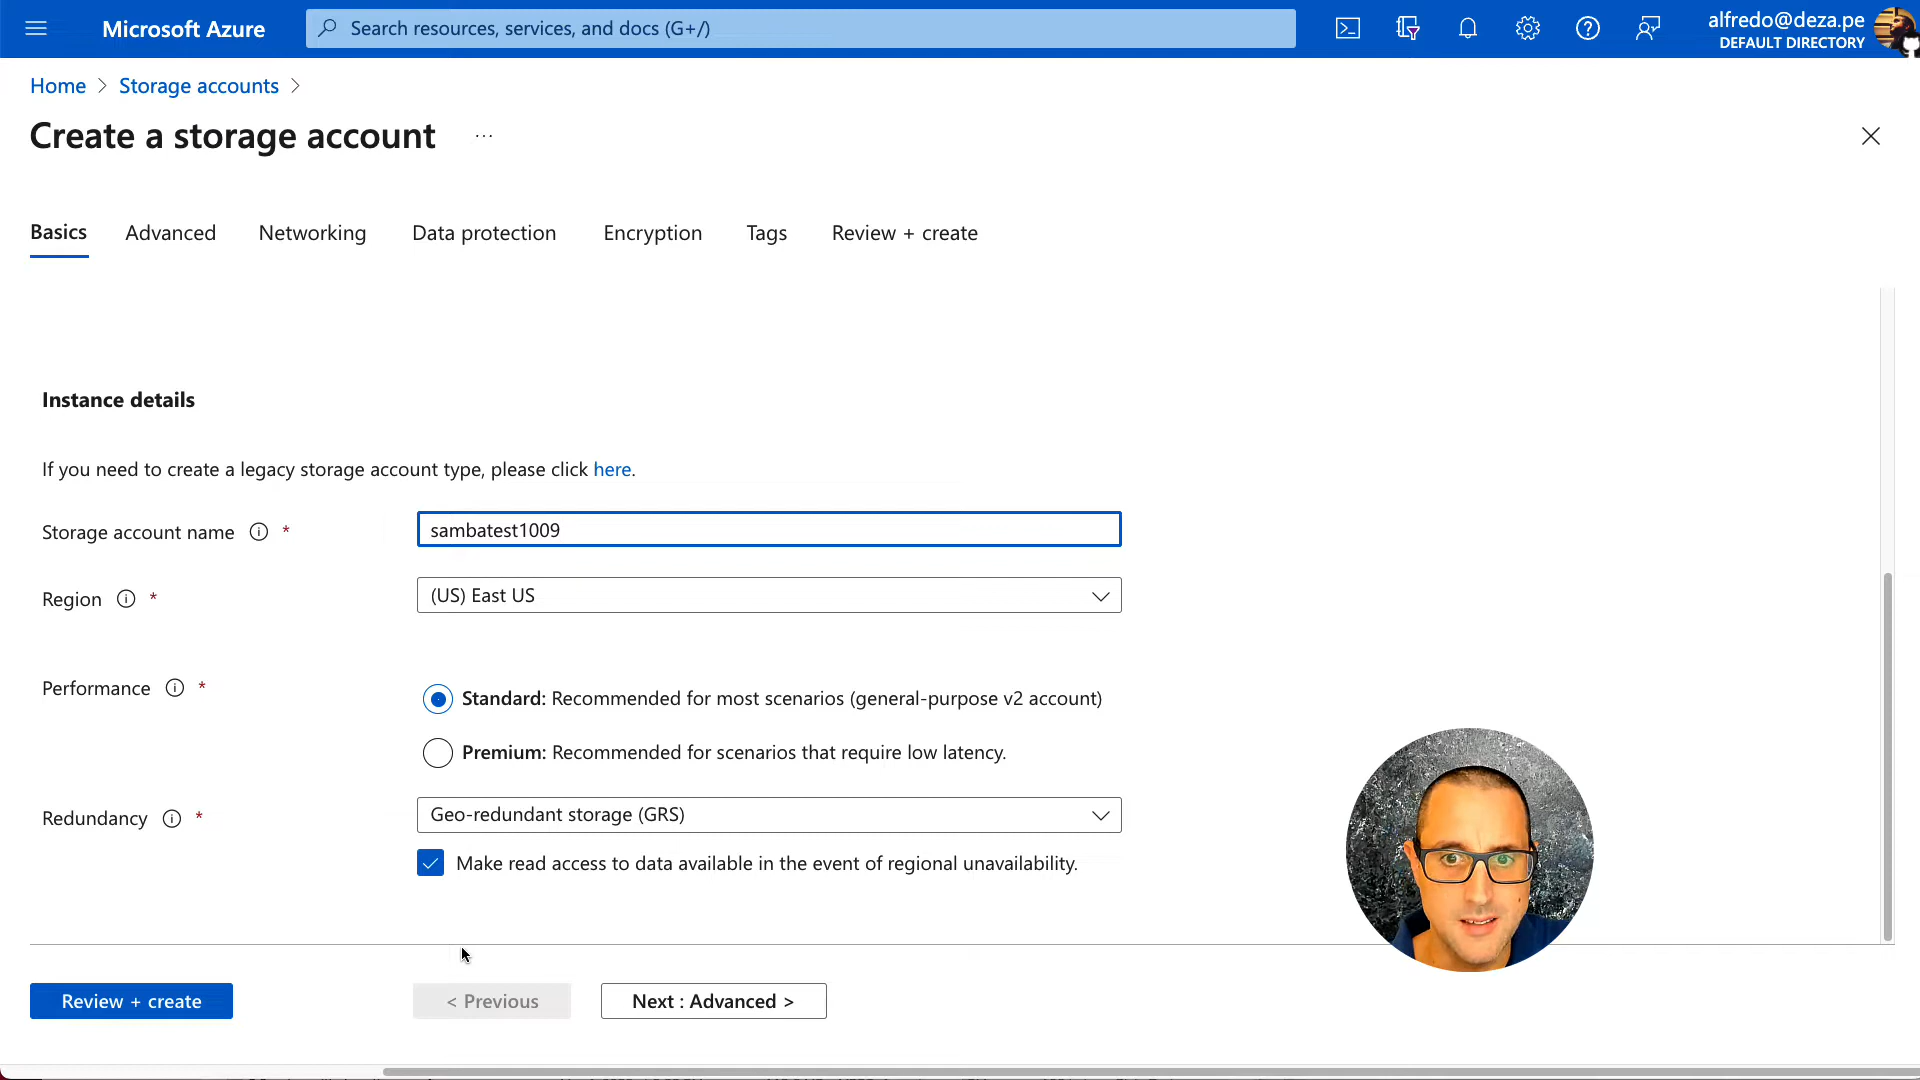 Microsoft Azure
Search resources, services, and docs (G+/)
alfredo@deza.pe
DEFAULT DIRECTORY
Home > Storage accounts >
Create a storage account ...
Basics Advanced Networking Data protection Encryption Tags Review + create
Instance details
If you need to create a legacy storage account type, please click here.
Storage account name * sambatest1009
Region * (US) East US
Performance * Standard: Recommended for most scenarios (general-purpose v2 account)
Premium: Recommended for scenarios that require low latency.
Redundancy * Geo-redundant storage (GRS)
Make read access to data available in the event of regional unavailability.
Review + create < Previous Next : Advanced >